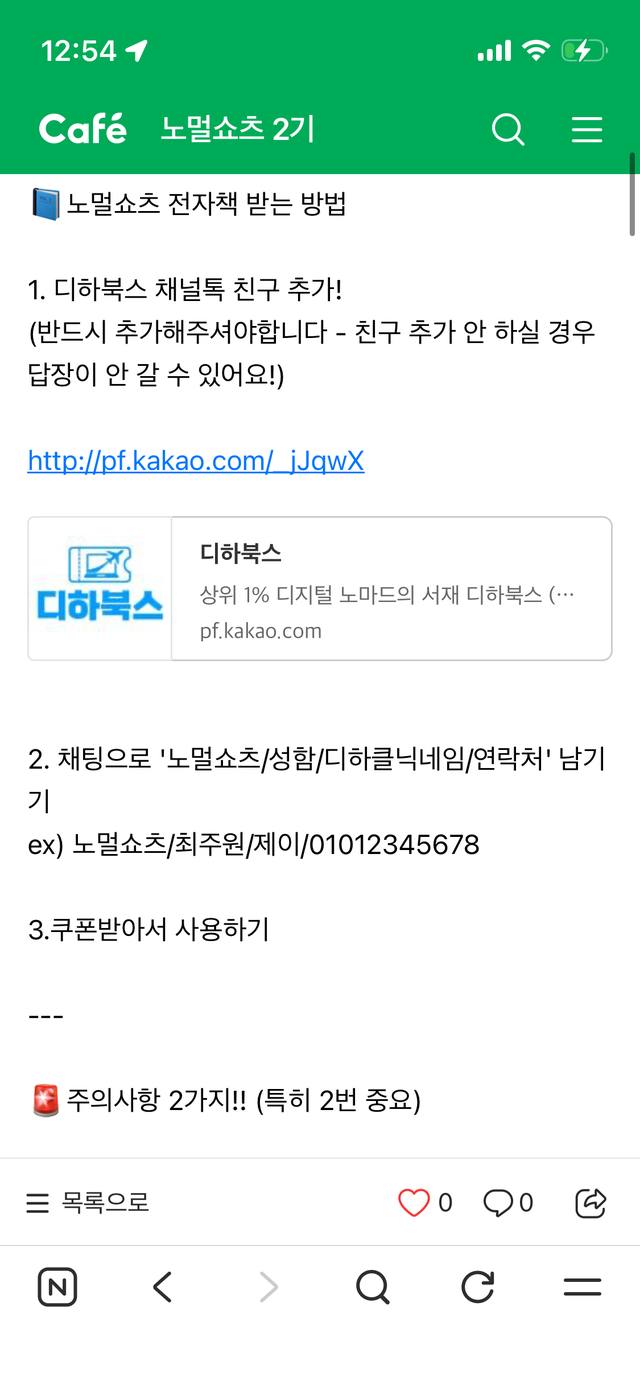 12:54
Café 노멀쇼츠 2기
📘 노멀쇼츠 전자책 받는 방법
1. 디하북스 채널톡 친구 추가!
(반드시 추가해주셔야합니다 - 친구 추가 안 하실 경우
답장이 안 갈 수 있어요!)
http://pf.kakao.com/_jJqwX
디하북스
디하북스
상위 1% 디지털 노마드의 서재 디하북스 (…
pf.kakao.com
2. 채팅으로 '노멀쇼츠/성함/디하클닉네임/연락처' 남기
기
ex) 노멀쇼츠/최주원/제이/01012345678
3.쿠폰받아서 사용하기
---
🚨 주의사항 2가지!! (특히 2번 중요)
목록으로 0 0
N